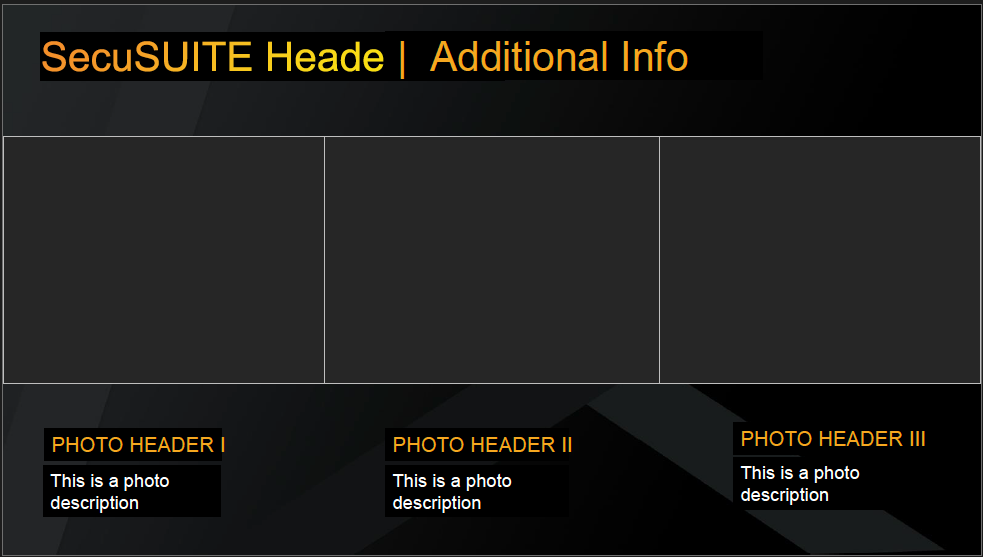 SecuSUITE Heade | Additional Info
PHOTO HEADER I
This is a photo
description
PHOTO HEADER II
This is a photo
description
PHOTO HEADER III
This is a photo
description